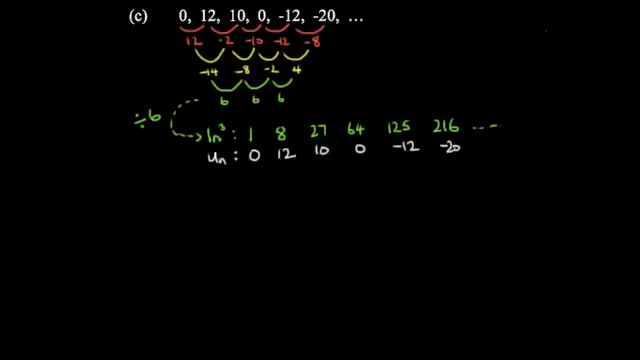 (c) 0, 12, 10, 0, -12, -20, ...
12 -2 -10 -12 -8
-14 -8 -2 4
6 6 6
÷6
1n³ : 1 8 27 64 125 216 ----
un : 0 12 10 0 -12 -20